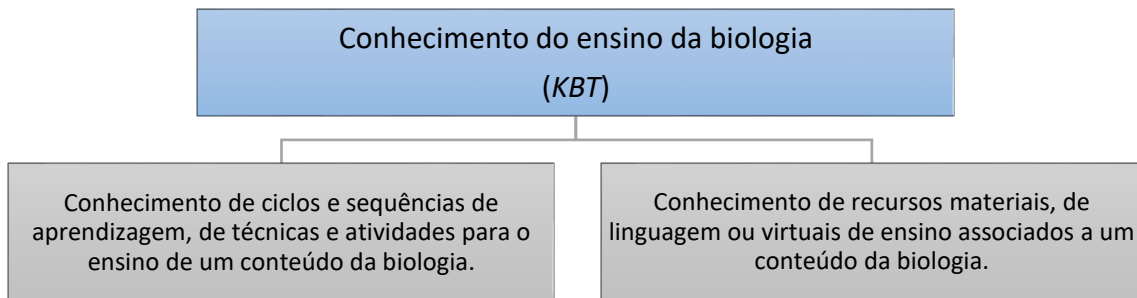 Conhecimento do ensino da biologia
(KBT)
Conhecimento de ciclos e sequências de
aprendizagem, de técnicas e atividades para o
ensino de um conteúdo da biologia.
Conhecimento de recursos materiais, de
linguagem ou virtuais de ensino associados a um
conteúdo da biologia.